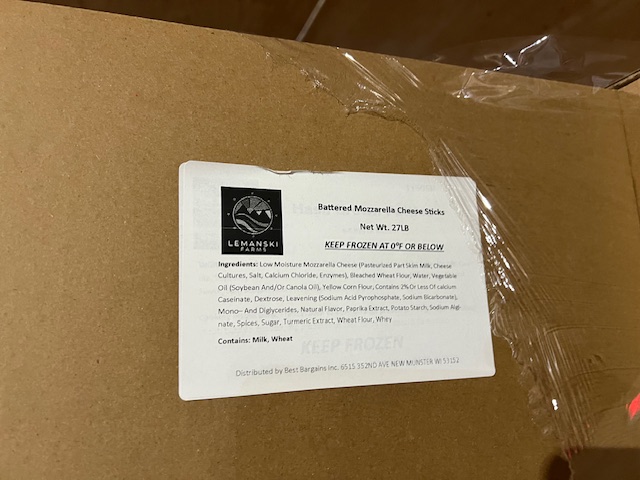 LEMANSKI
FARMS
Battered Mozzarella Cheese Sticks
Net Wt. 27LB
KEEP FROZEN AT 0°F OR BELOW
Ingredients: Low Moisture Mozzarella Cheese (Pasteurized Part Skim Milk, Cheese
Cultures, Salt, Calcium Chloride, Enzymes), Bleached Wheat Flour, Water, Vegetable
Oil (Soybean And/Or Canola Oil), Yellow Corn Flour, Contains 2% Or Less Of calcium
Caseinate, Dextrose, Leavening (Sodium Acid Pyrophosphate, Sodium Bicarbonate),
Mono– And Diglycerides, Natural Flavor, Paprika Extract, Potato Starch, Sodium Algi-
nate, Spices, Sugar, Turmeric Extract, Wheat Flour, Whey
Contains: Milk, Wheat
KEEP FROZEN
Distributed by Best Bargains Inc. 6515 352ND AVE NEW MUNSTER WI 53152